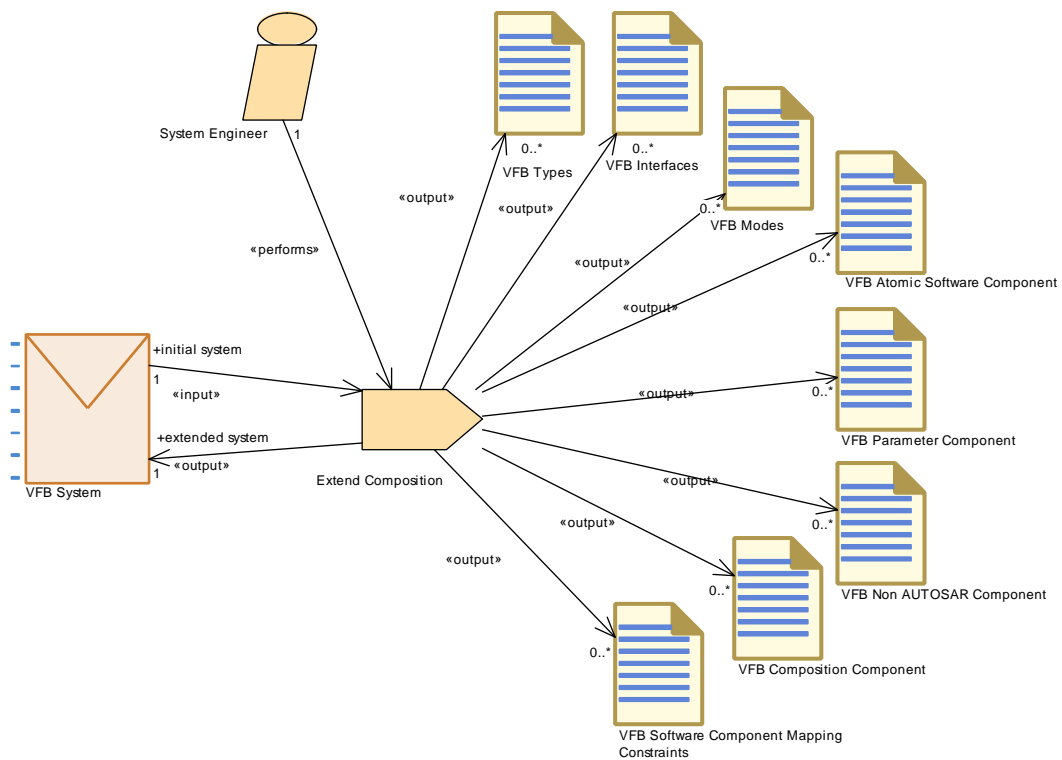 System Engineer
1
0..*
VFB Types
0..*
VFB Interfaces
«output»
«output»
0..*
VFB Modes
«performs»
«output»
0..*
VFB Atomic Software Component
«output»
+initial system
1
«input»
«output»
0..*
VFB Parameter Component
+extended system
«output»
1
VFB System
Extend Composition
«output»
0..*
«output»
VFB Non AUTOSAR Component
«output»
0..*
VFB Composition Component
0..*
VFB Software Component Mapping
Constraints